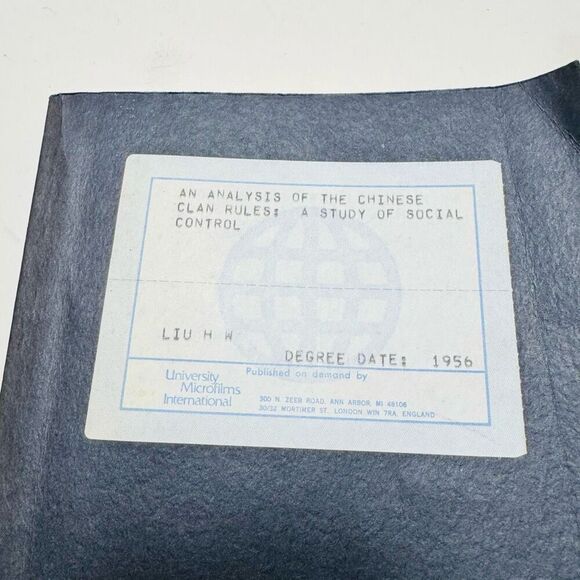 AN ANALYSIS OF THE CHINESE
CLAN RULES: A STUDY OF SOCIAL
CONTROL
LIU H W
DEGREE DATE: 1956
University
Microfilms
International
Published on demand by
300 N. ZEEB ROAD, ANN ARBOR, MI 48106
30/32 MORTIMER ST. LONDON WIN 7RA, ENGLAND